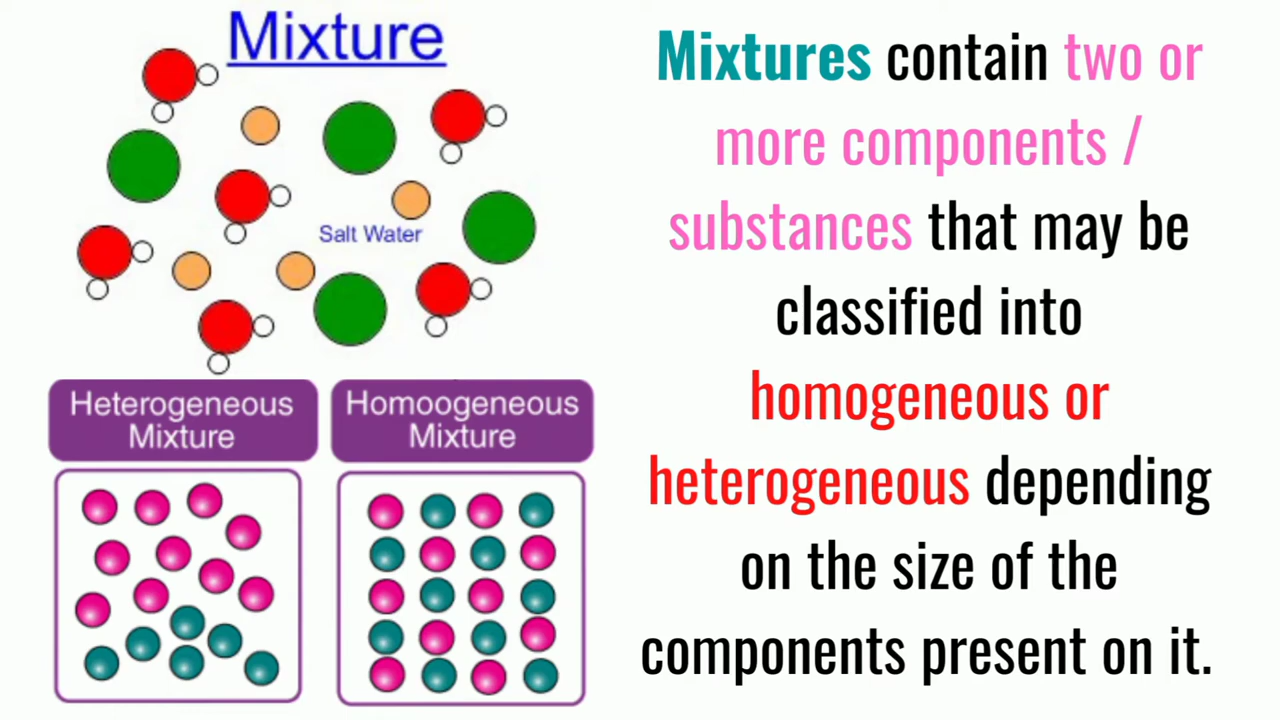 Mixture
Salt Water
Heterogeneous
Mixture
Homoogeneous
Mixture
Mixtures contain two or
more components /
substances that may be
classified into
homogeneous or
heterogeneous depending
on the size of the
components present on it.